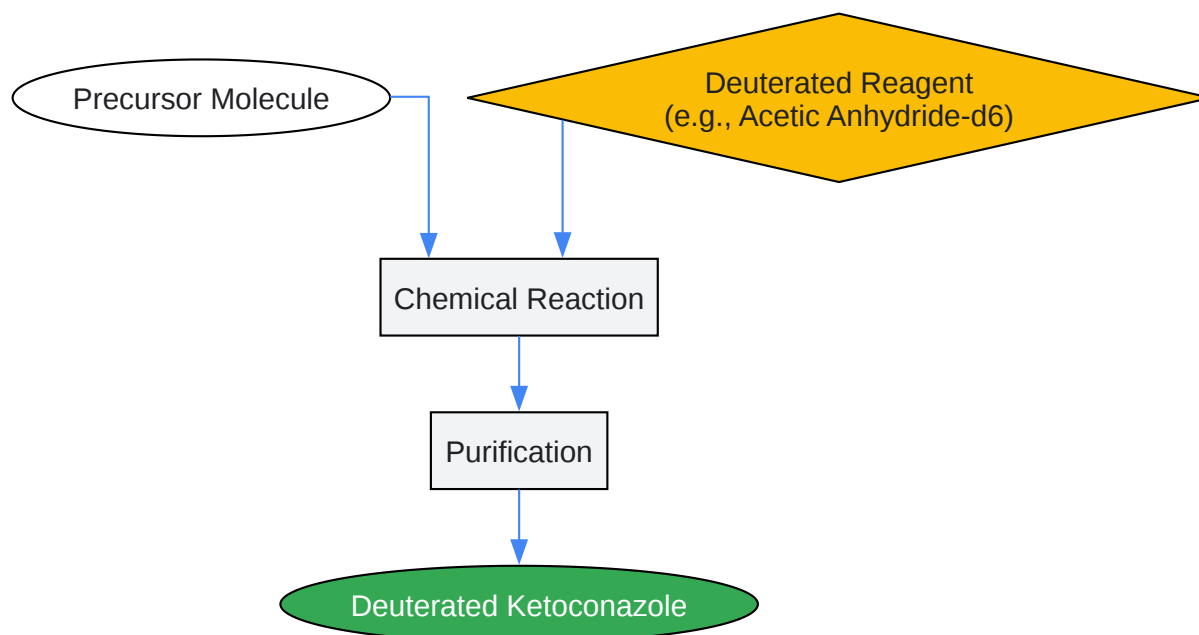 Precursor Molecule
Deuterated Reagent
(e.g., Acetic Anhydride-d6)
Chemical Reaction
Purification
Deuterated Ketoconazole